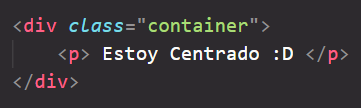 <div class="container">
    <p> Estoy Centrado :D </p>
</div>